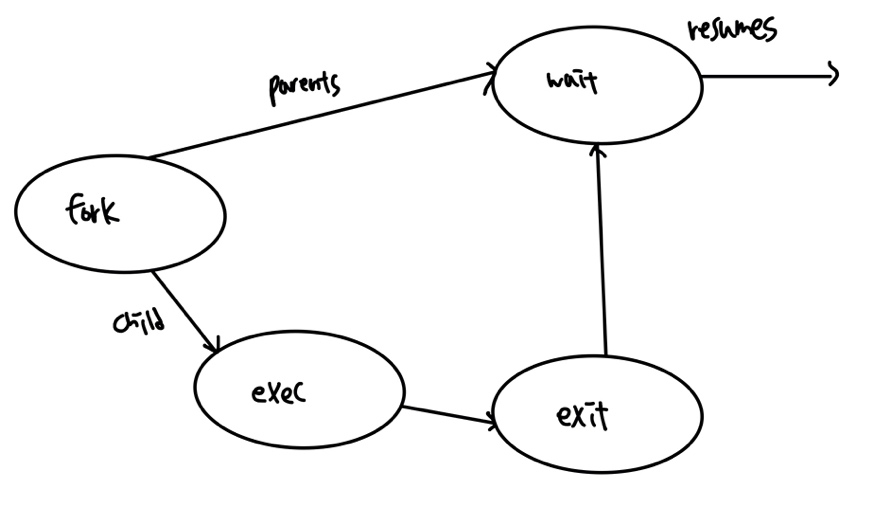 resumes
parents
wait
fork
child
exec
exit